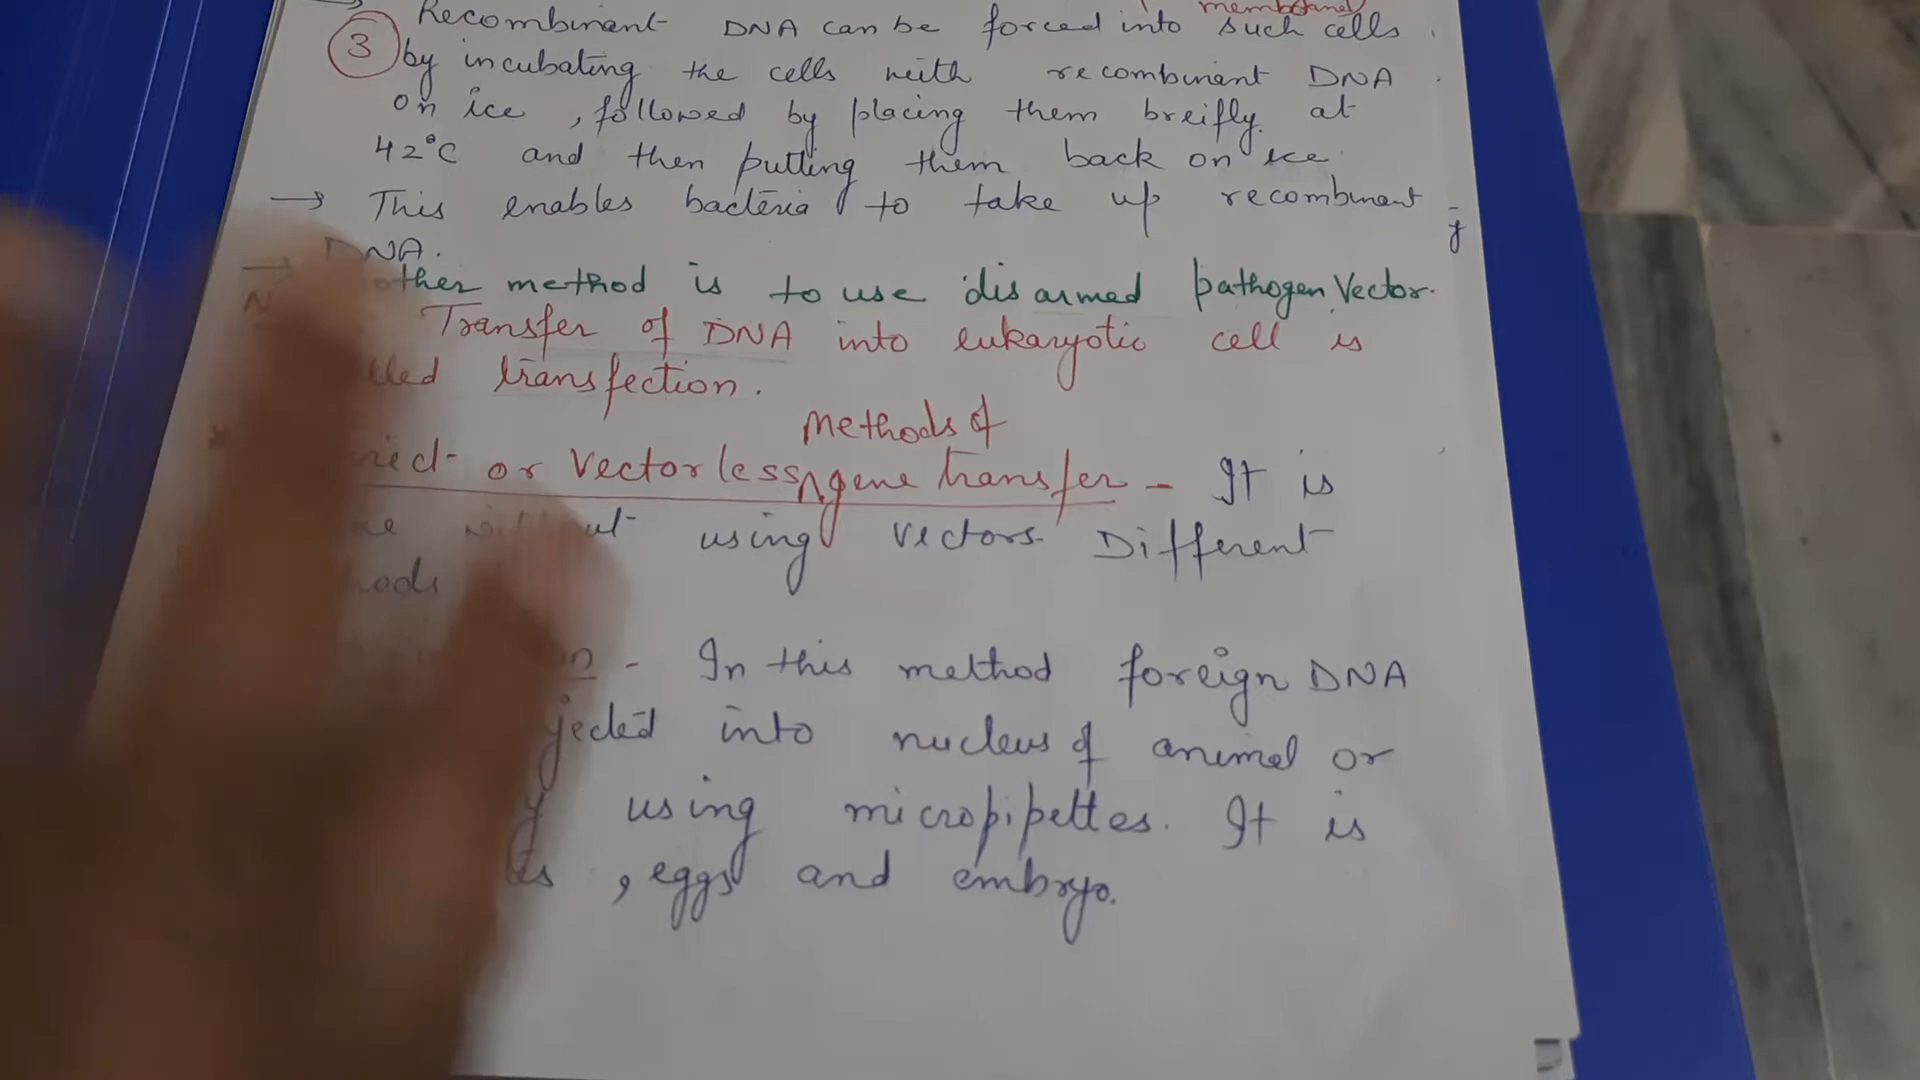 membrane)
Recombinant DNA can be forced into such cells
3 by incubating the cells with recombinant DNA
on ice, followed by placing them breifly at
42°C and then putting them back on ice
→ This enables bacteria to take up recombinant
DNA.
→ other method is to use disarmed pathogen Vector.
Transfer of DNA into eukaryotic cell is
transfection.
Methods of
or Vectorless gene transfer - It is
using vectors. Different
- In this method foreign DNA
into nucleus of animal or
using micropipettes. It is
, eggs and embryo.